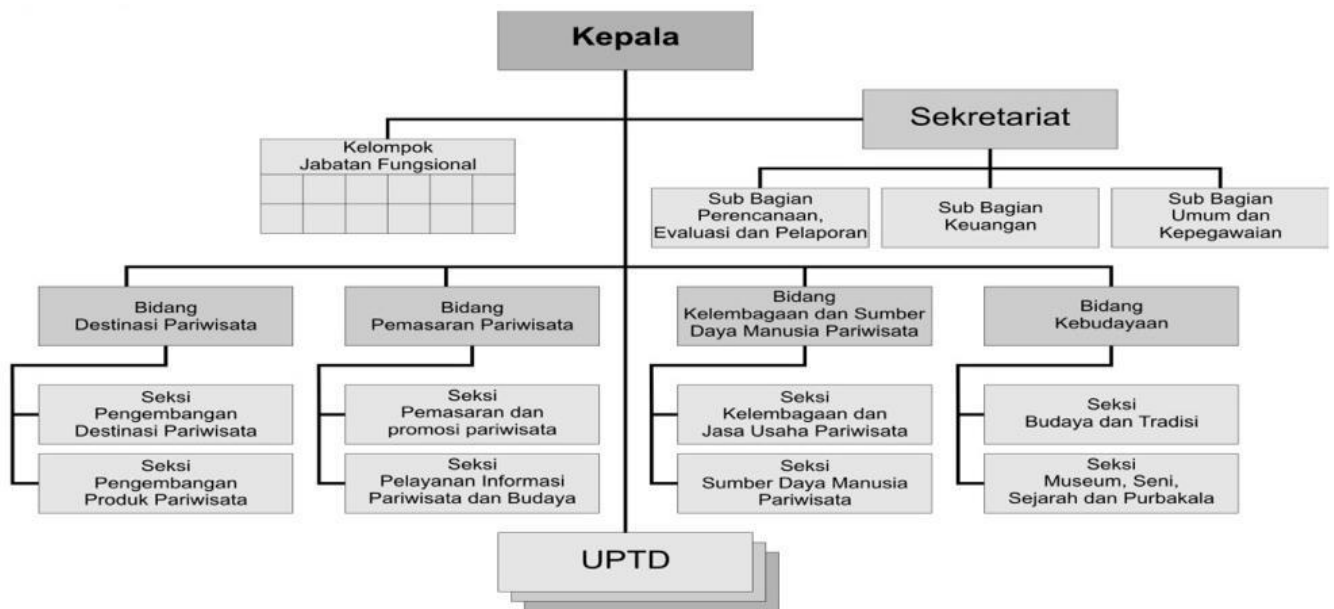 Kepala
Sekretariat
Kelompok
Jabatan Fungsional
Sub Bagian
Perencanaan,
Evaluasi dan Pelaporan
Sub Bagian
Keuangan
Sub Bagian
Umum dan
Kepegawaian
Bidang
Destinasi Pariwisata
Bidang
Pemasaran Pariwisata
Bidang
Kelembagaan dan Sumber
Daya Manusia Pariwisata
Bidang
Kebudayaan
Seksi
Pengembangan
Destinasi Pariwisata
Seksi
Pemasaran dan
promosi pariwisata
Seksi
Kelembagaan dan
Jasa Usaha Pariwisata
Seksi
Budaya dan Tradisi
Seksi
Pengembangan
Produk Pariwisata
Seksi
Pelayanan Informasi
Pariwisata dan Budaya
Seksi
Sumber Daya Manusia
Pariwisata
Seksi
Museum, Seni,
Sejarah dan Purbakala
UPTD